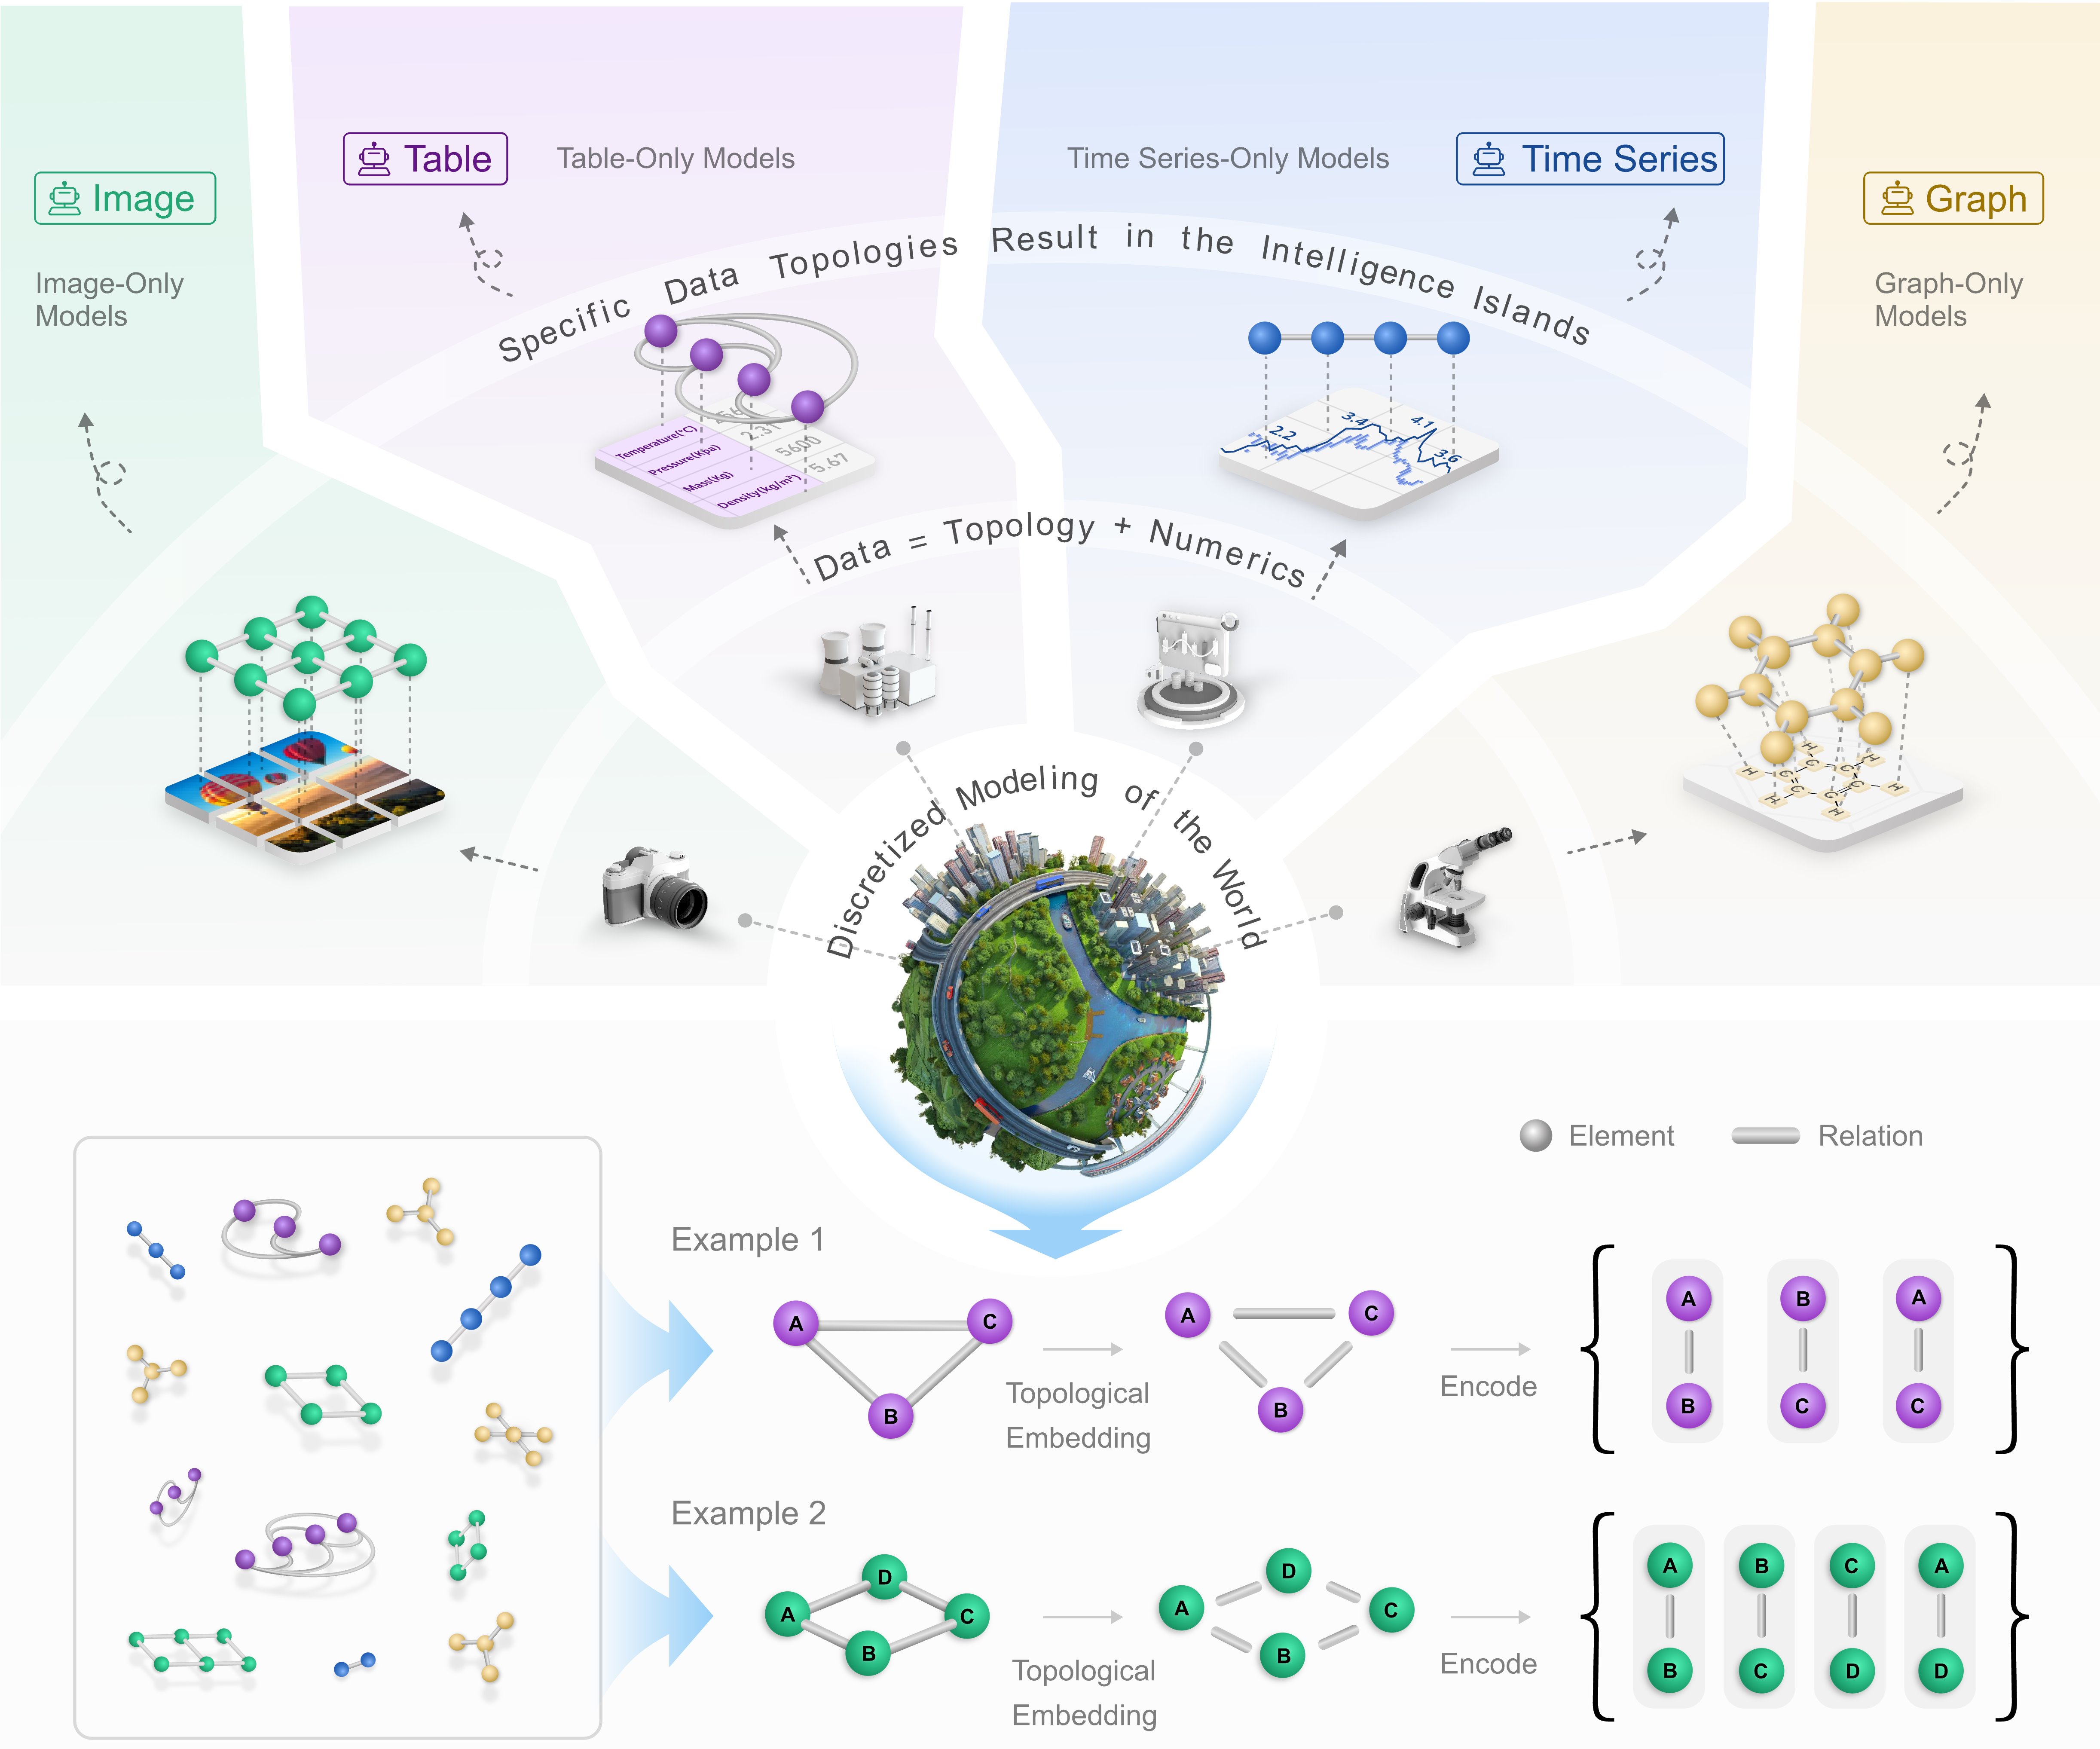 Table
Table-Only Models
Time Series-Only Models
Time Series
Image
Graph
Image-Only
Models
Graph-Only
Models
Specific Data Topologies Result in the Intelligence Islands
Temperature(°C)
Pressure(Kpa)
2.31
Mass(Kg)
5600
Density(kg/m³)
5.67
2.2
3.4
4.1
3.6
Data = Topology + Numerics
H
H
C
C
C
H
C
C
C
H
H
H
Discretized Modeling of the World
Element
Relation
Example 1
A
C
B
Topological
Embedding
A
C
B
Encode
{
A
B
A
B
C
C
}
Example 2
D
A
C
B
Topological
Embedding
D
A
C
B
Encode
{
A
B
C
A
B
C
D
D
}